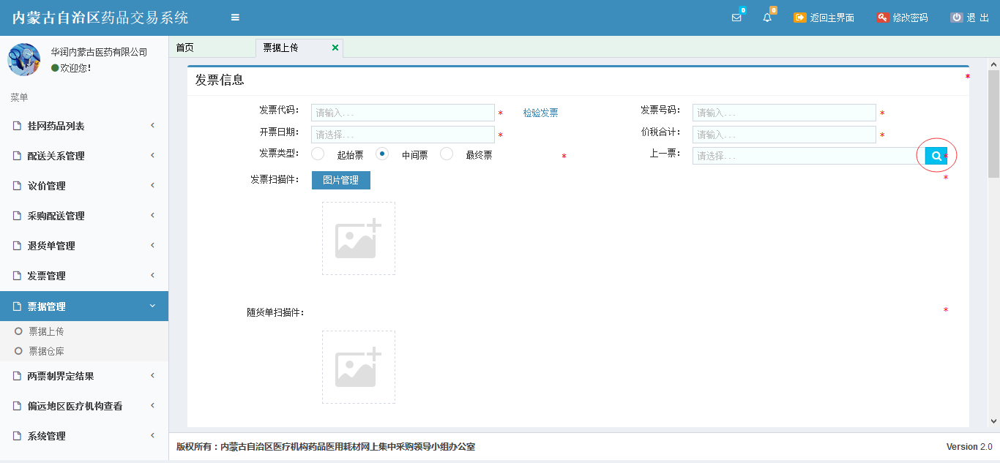 内蒙古自治区药品交易系统
0
0
返回主界面
修改密码
退 出
华润内蒙古医药有限公司
欢迎您!
菜单
挂网药品列表
配送关系管理
议价管理
采购配送管理
退货单管理
发票管理
票据管理
票据上传
票据仓库
两票制界定结果
偏远地区医疗机构查看
系统管理
首页
票据上传
发票信息 *
发票代码: 请输入... * 检验发票 发票号码: 请输入... *
开票日期: 请选择... * 价税合计: 请输入... *
发票类型: 起始票 中间票 最终票 * 上一票: 请选择... *
发票扫描件: 图片管理 *
随货单扫描件: *
版权所有：内蒙古自治区医疗机构药品医用耗材网上集中采购领导小组办公室
Version 2.0